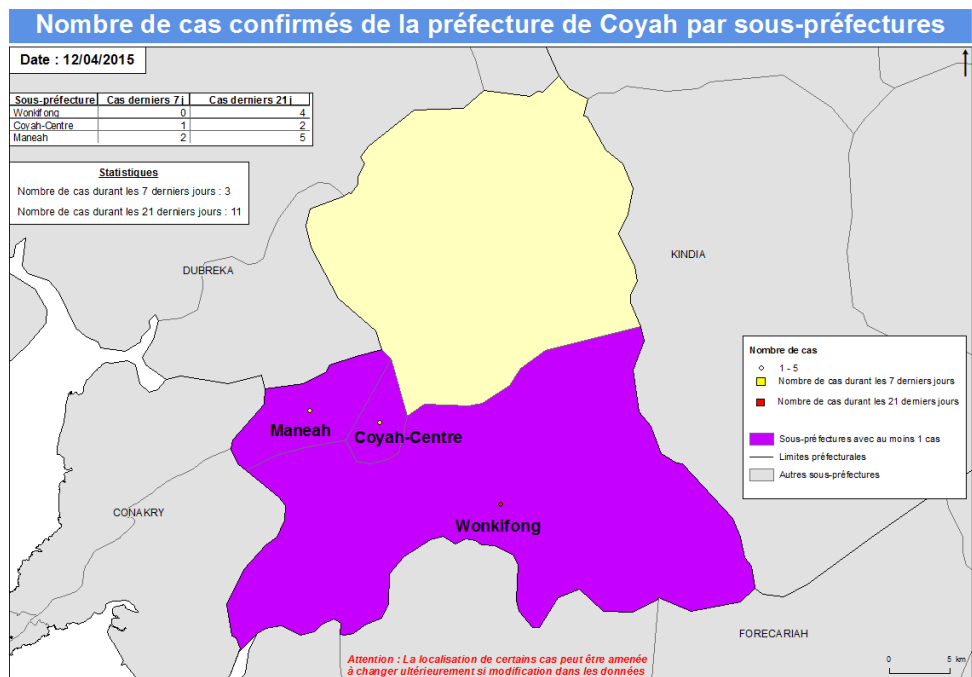 Nombre de cas confirmés de la préfecture de Coyah par sous-préfectures
Date : 12/04/2015
Sous-préfecture Cas derniers 7 j Cas derniers 21 j
Wonkifong 0 4
Coyah-Centre 1 2
Maneah 2 5
Statistiques
Nombre de cas durant les 7 derniers jours : 3
Nombre de cas durant les 21 derniers jours : 11
DUBREKA
KINDIA
Nombre de cas
1 - 5
Nombre de cas durant les 7 derniers jours
Nombre de cas durant les 21 derniers jours
Sous-préfectures avec au moins 1 cas
Limites préfecturales
Autres sous-préfectures
Maneah
Coyah-Centre
CONAKRY
Wonkifong
FORECARIAH
Attention : La localisation de certains cas peut être amenée
à changer ultérieurement si modification dans les données
0 5 km